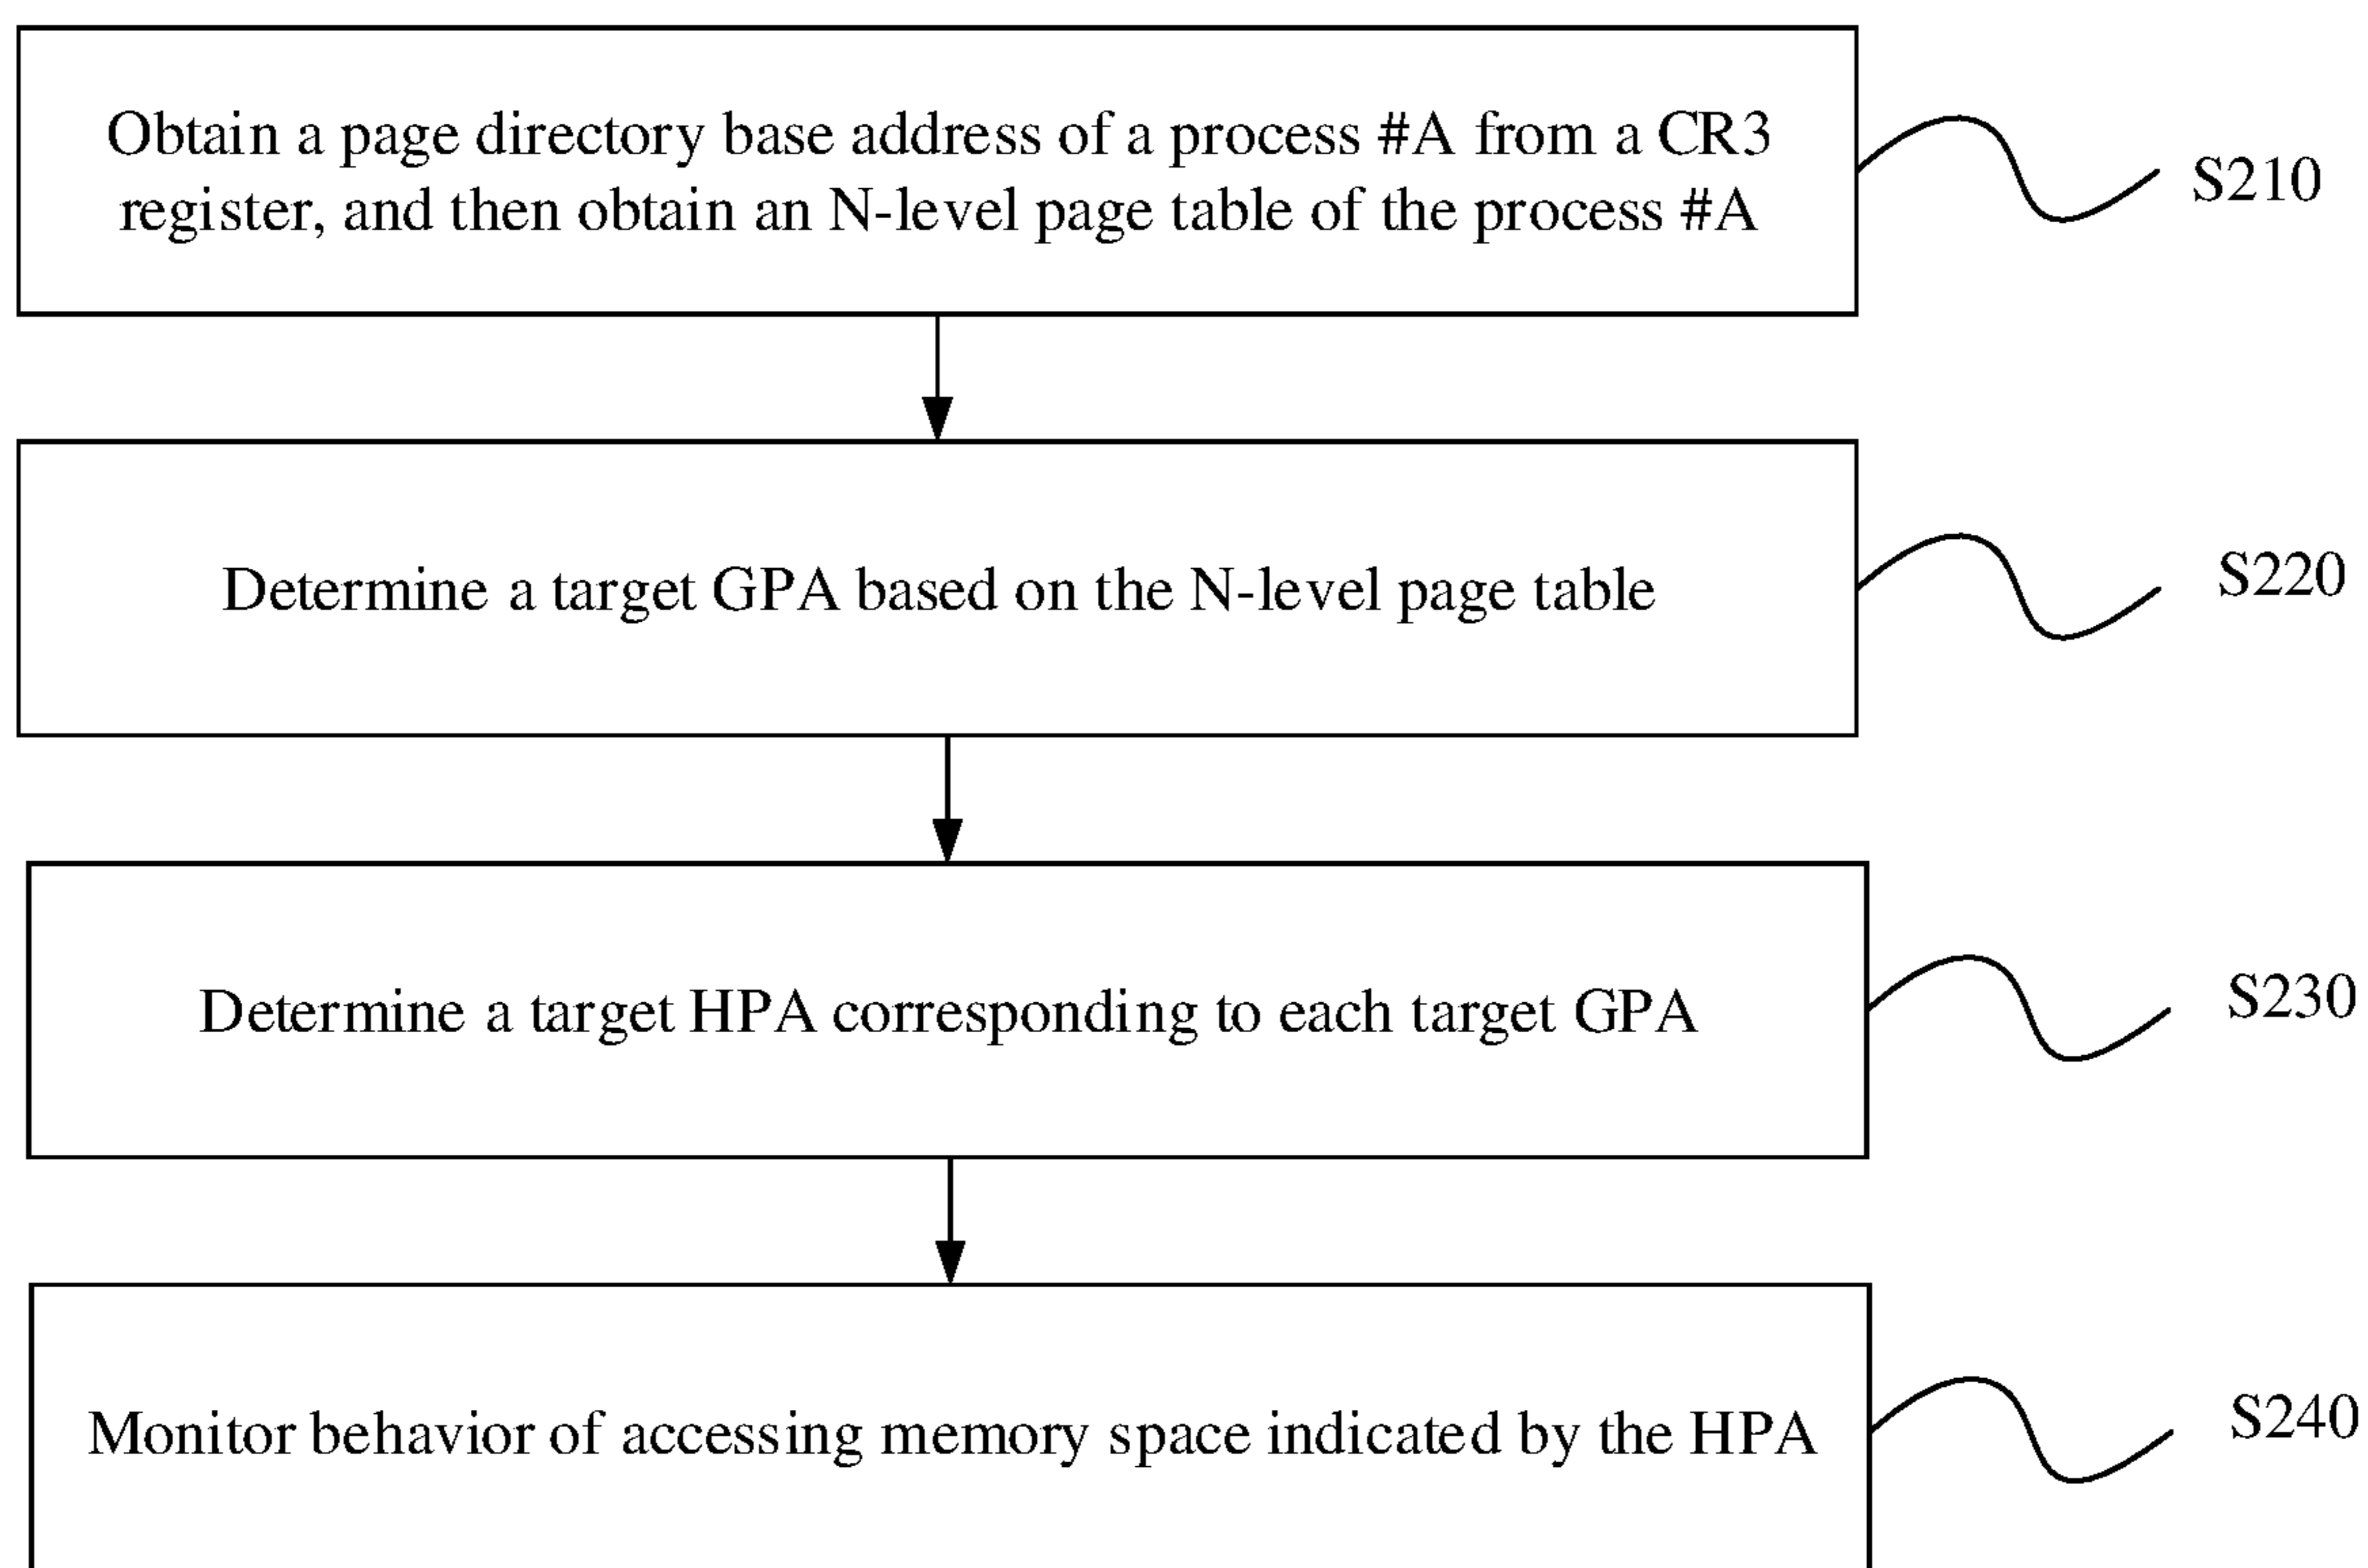 Obtain a page directory base address of a process #A from a CR3
register, and then obtain an N-level page table of the process #A
S210
Determine a target GPA based on the N-level page table
S220
Determine a target HPA corresponding to each target GPA
S230
Monitor behavior of accessing memory space indicated by the HPA
S240